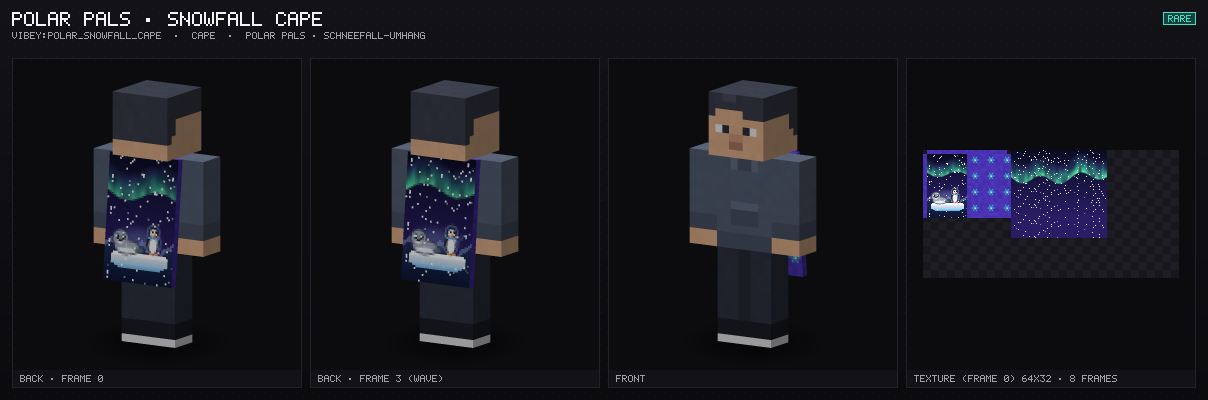 POLAR PALS • SNOWFALL CAPE
RARE
VIBEY:POLAR_SNOWFALL_CAPE • CAPE • POLAR PALS • SCHNEEFALL-UMHANG
BACK • FRAME 0
BACK • FRAME 3 (WAVE)
FRONT
TEXTURE (FRAME 0) 64X32 • 8 FRAMES